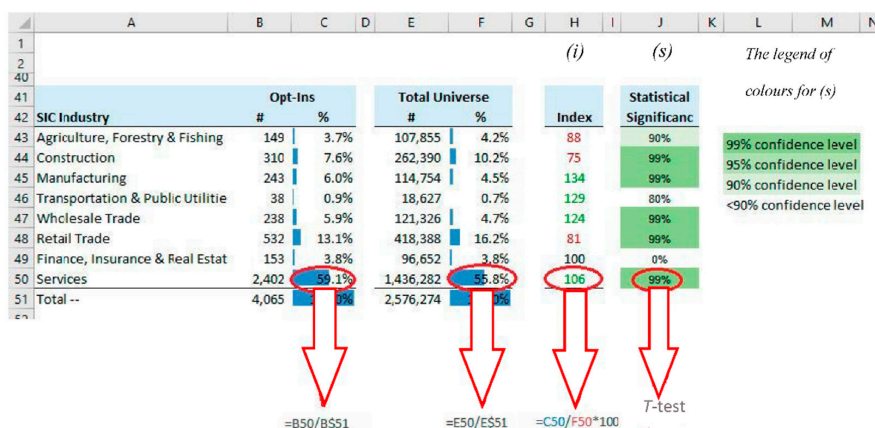 A B C D E F G H I J K L M N
1 (i) (s) The legend of
2
40 colours for (s)
41 Opt-Ins Total Universe Statistical
42 SIC Industry # % # % Index Significanc
43 Agriculture, Forestry & Fishing 149 3.7% 107,855 4.2% 88 90%
44 Construction 310 7.6% 262,390 10.2% 75 99% 99% confidence level
45 Manufacturing 243 6.0% 114,754 4.5% 134 99% 95% confidence level
46 Transportation & Public Utilitie 38 0.9% 18,627 0.7% 129 80% 90% confidence level
47 Wholesale Trade 238 5.9% 121,326 4.7% 124 99% <90% confidence level
48 Retail Trade 532 13.1% 418,388 16.2% 81 99%
49 Finance, Insurance & Real Estat 153 3.8% 96,652 3.8% 100 0%
50 Services 2,402 59.1% 1,436,282 55.8% 106 99%
51 Total -- 4,065 2,576,274
T-test
=B50/B$51 =E50/E$51 =C50/F50*100